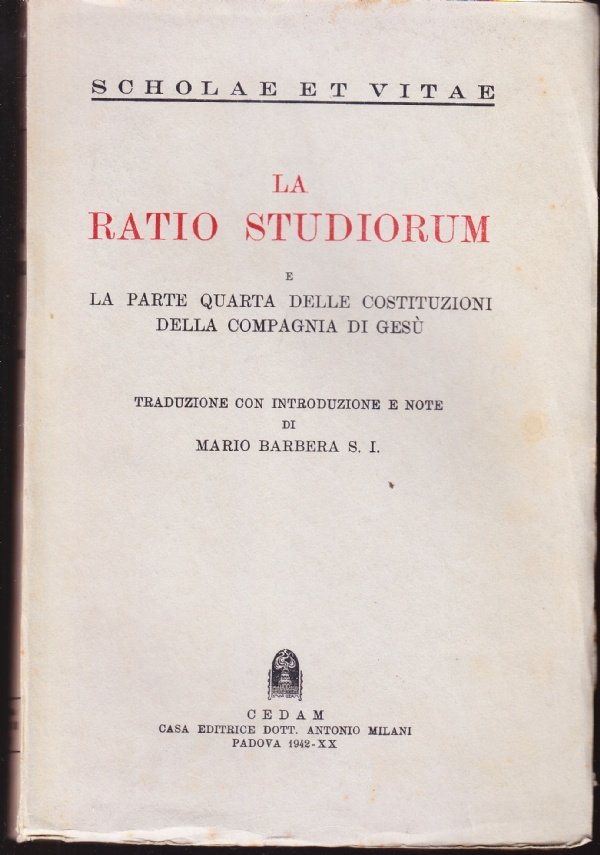 SCHOLAE ET VITAE
LA
RATIO STUDIORUM
E
LA PARTE QUARTA DELLE COSTITUZIONI
DELLA COMPAGNIA DI GESÙ
TRADUZIONE CON INTRODUZIONE E NOTE
DI
MARIO BARBERA S. I.
CEDAM
CASA EDITRICE DOTT. ANTONIO MILANI
PADOVA 1942-XX